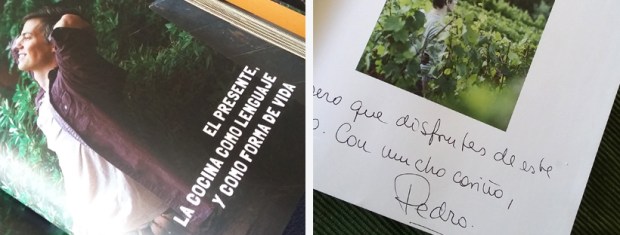 EL PRESENTE,
LA COCINA COMO LENGUAJE
Y COMO FORMA DE VIDA
que disfrutes de este
Con mucho cariño,
Pedro.